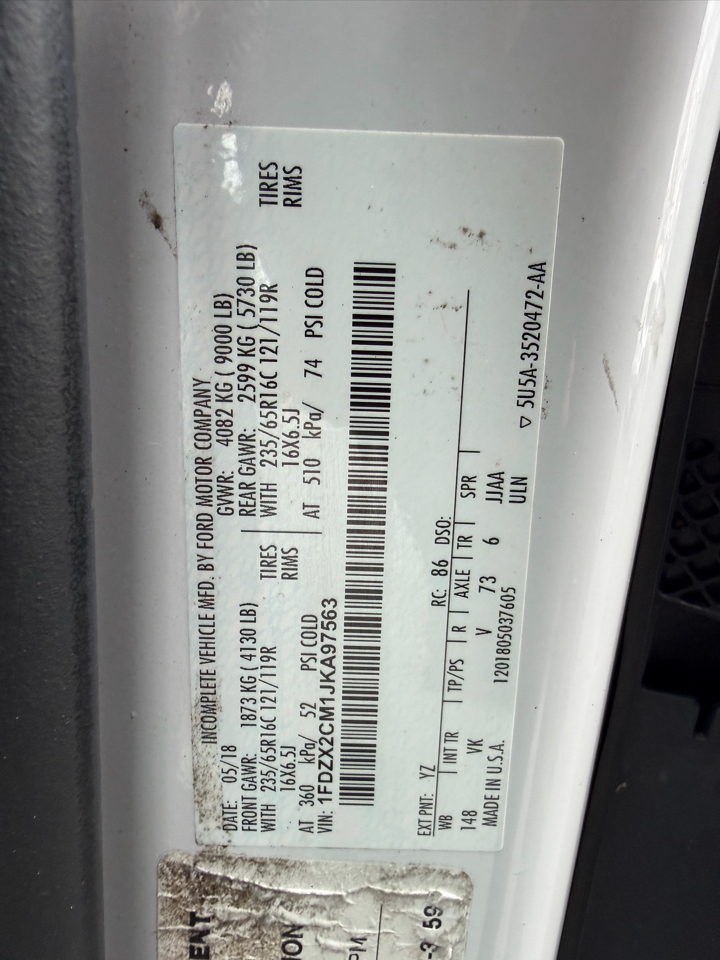 INCOMPLETE VEHICLE MFD. BY FORD MOTOR COMPANY
DATE: 05/18 GVWR: 4082 KG ( 9000 LB)
FRONT GAWR: 1873 KG ( 4130 LB) REAR GAWR: 2599 KG ( 5730 LB)
WITH 235/65R16C 121/119R TIRES WITH 235/65R16C 121/119R TIRES
16X6.5J RIMS 16X6.5J RIMS
AT 360 kPa/ 52 PSI COLD AT 510 kPa/ 74 PSI COLD
VIN: 1FDZX2CM1JKA97563
EXT PNT: YZ RC: 86 DSO:
WB INT TR TP/PS R AXLE TR SPR
148 VK V 73 6 JJAA
MADE IN U.S.A. 1201805037605 ULN
▽ 5U5A-3520472-AA
ENT
ION
PM
59